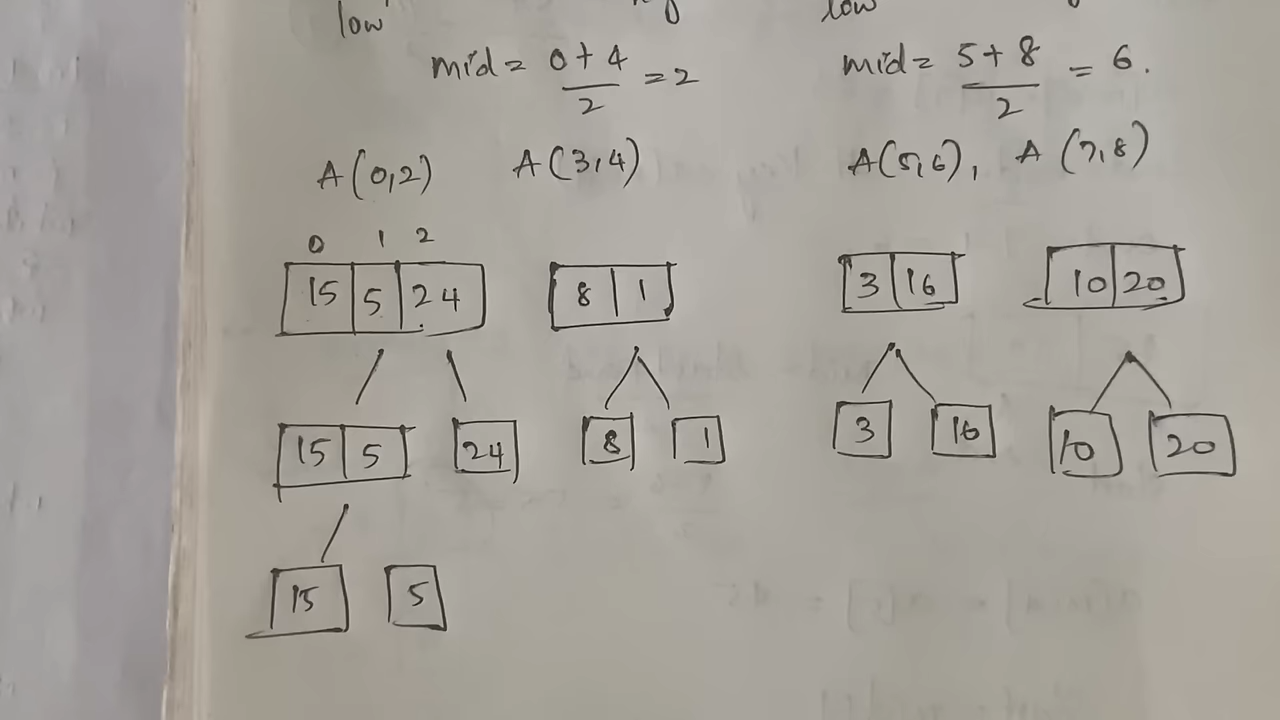 low low
mid = 0+4/2 = 2 mid = 5+8/2 = 6.
A(0,2) A(3,4) A(5,6), A(7,8)
0 1 2
15 5 24 8 1 3 16 10 20
15 5 24 8 1 3 16 10 20
15 5